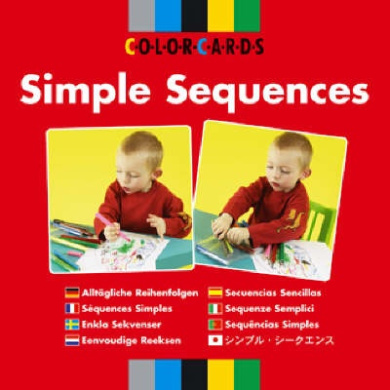 C•O•L•O•R•C•A•R•D•S
Simple Sequences
Alltägliche Reihenfolgen
Séquences Simples
Enkla Sekvenser
Eenvoudige Reeksen
Secuencias Sencillas
Sequenze Semplici
Sequências Simples
シンプル・シークエンス